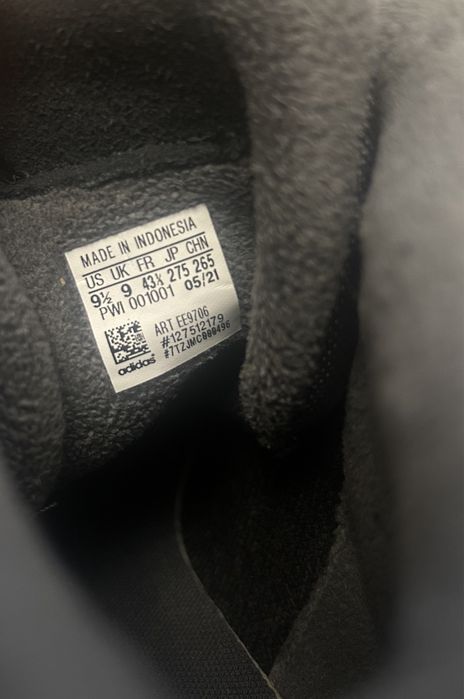 MADE IN INDONESIA
US UK FR JP CHN
9½ 9 43⅓ 275 265
PWI 001001 05/21
ART EE9706
#127512179
#7TZJMC000496
adidas